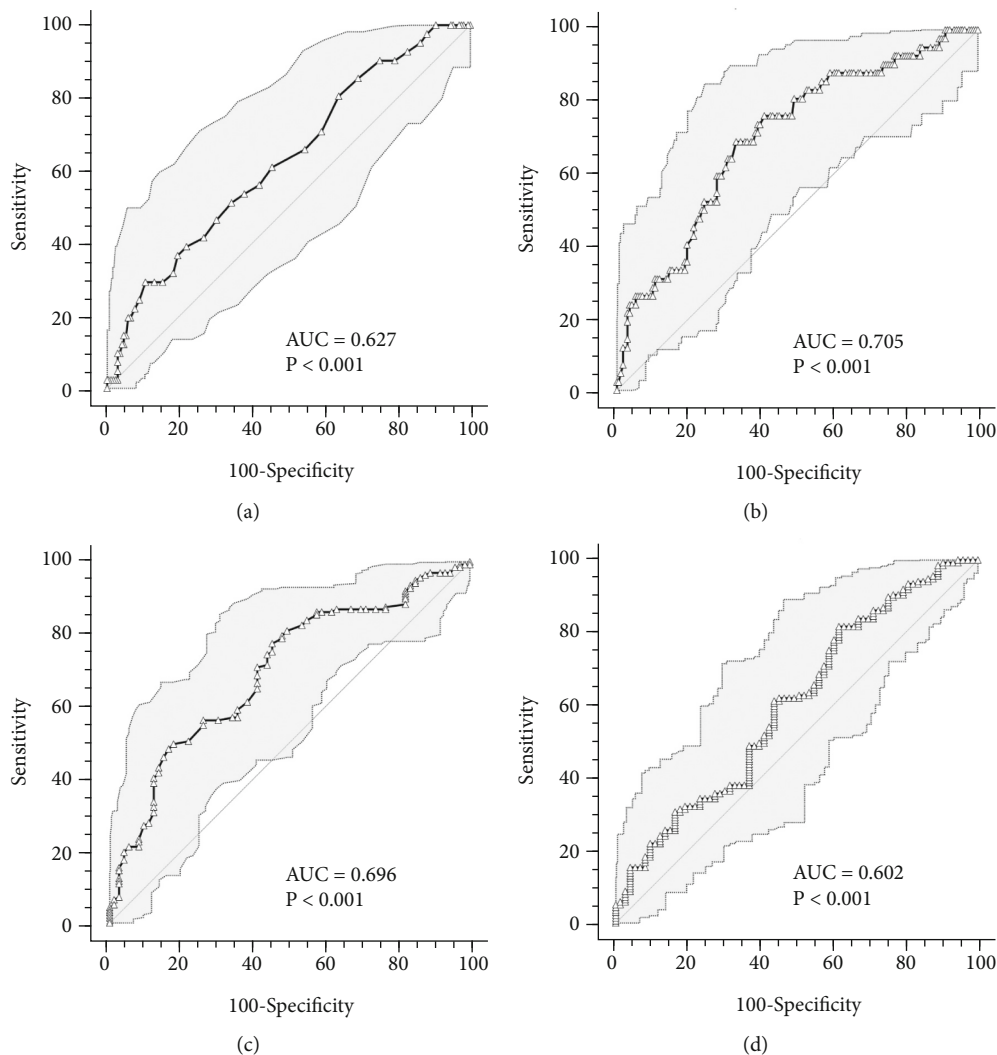 100
80
60
40
20
0
Sensitivity
AUC = 0.627
P < 0.001
0 20 40 60 80 100
100-Specificity
(a)
100
80
60
40
20
0
Sensitivity
AUC = 0.705
P < 0.001
0 20 40 60 80 100
100-Specificity
(b)
100
80
60
40
20
0
Sensitivity
AUC = 0.696
P < 0.001
0 20 40 60 80 100
100-Specificity
(c)
100
80
60
40
20
0
Sensitivity
AUC = 0.602
P < 0.001
0 20 40 60 80 100
100-Specificity
(d)